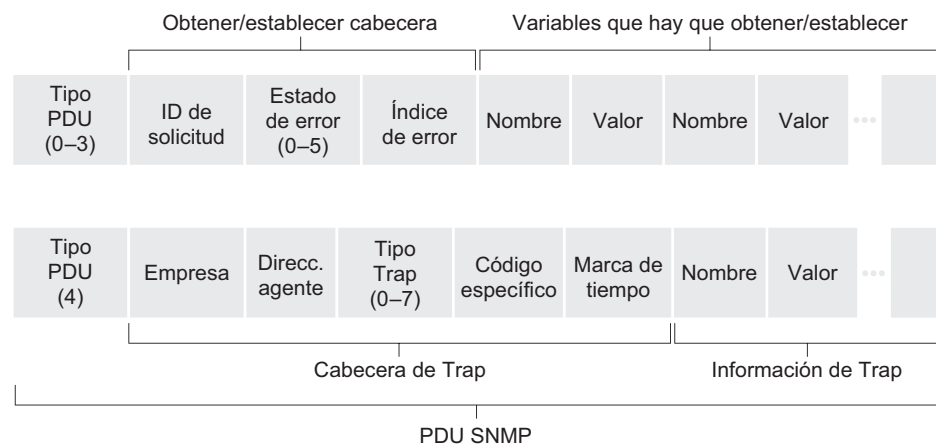 Obtener/establecer cabecera
Variables que hay que obtener/establecer
Tipo
PDU
(0–3)
ID de
solicitud
Estado
de error
(0–5)
Índice
de error
Nombre
Valor
Nombre
Valor
Tipo
PDU
(4)
Empresa
Direcc.
agente
Tipo
Trap
(0–7)
Código
específico
Marca de
tiempo
Nombre
Valor
Cabecera de Trap
Información de Trap
PDU SNMP